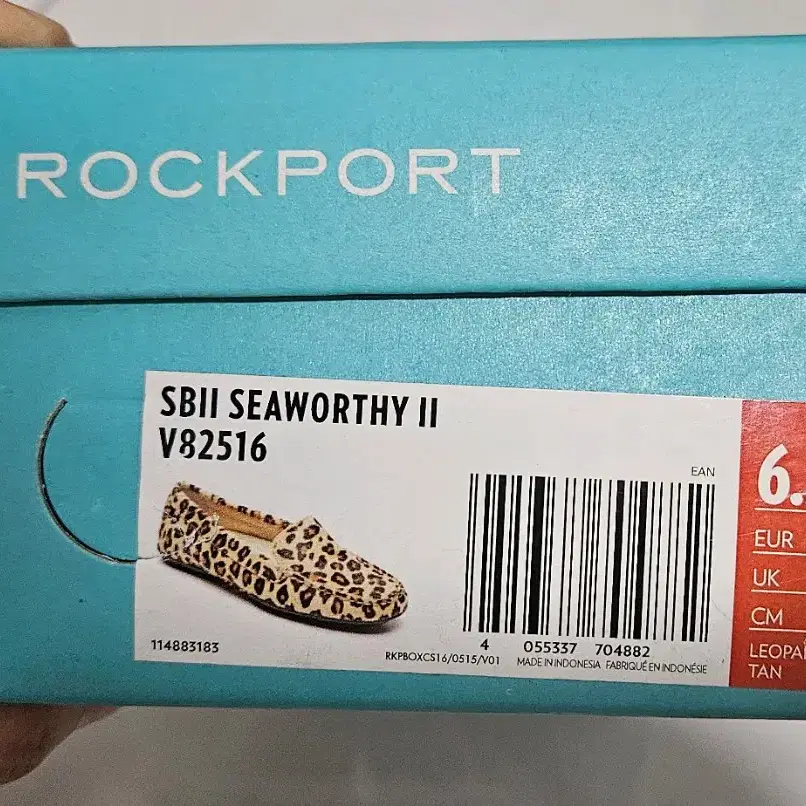 ROCKPORT
SBII SEAWORTHY II
V82516
EAN
4 055337 704882
114883183
RKPBOXCS16/0515/V01
MADE IN INDONESIA FABRIQUÉ EN INDONÉSIE
6.
EUR
UK
CM
TAN